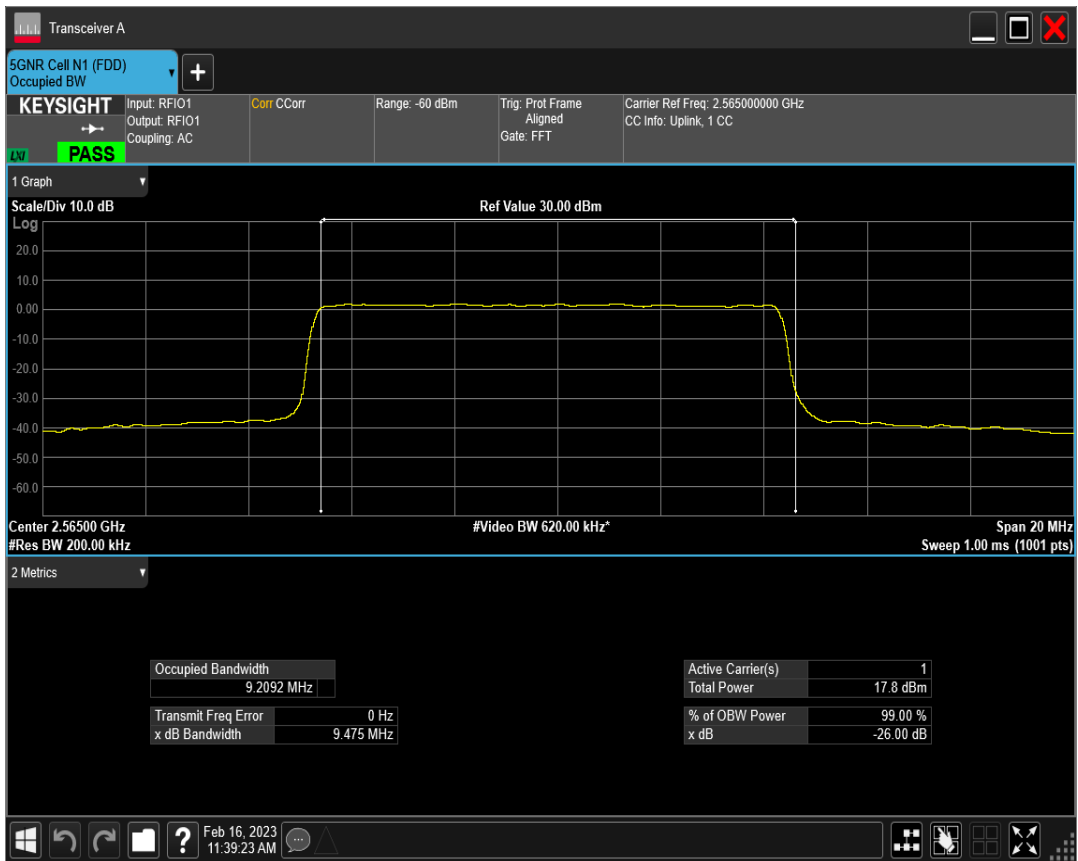 Transceiver A
5GNR Cell N1 (FDD)
Occupied BW
+
KEYSIGHT
LXI
PASS
Input: RFIO1
Output: RFIO1
Coupling: AC
Corr CCorr
Range: -60 dBm
Trig: Prot Frame
Aligned
Gate: FFT
Carrier Ref Freq: 2.565000000 GHz
CC Info: Uplink, 1 CC
1 Graph
Scale/Div 10.0 dB
Ref Value 30.00 dBm
Log
20.0
10.0
0.00
-10.0
-20.0
-30.0
-40.0
-50.0
-60.0
Center 2.56500 GHz
#Video BW 620.00 kHz*
Span 20 MHz
#Res BW 200.00 kHz
Sweep 1.00 ms (1001 pts)
2 Metrics
Occupied Bandwidth
9.2092 MHz
Transmit Freq Error 0 Hz
x dB Bandwidth 9.475 MHz
Active Carrier(s) 1
Total Power 17.8 dBm
% of OBW Power 99.00 %
x dB -26.00 dB
?
Feb 16, 2023
11:39:23 AM